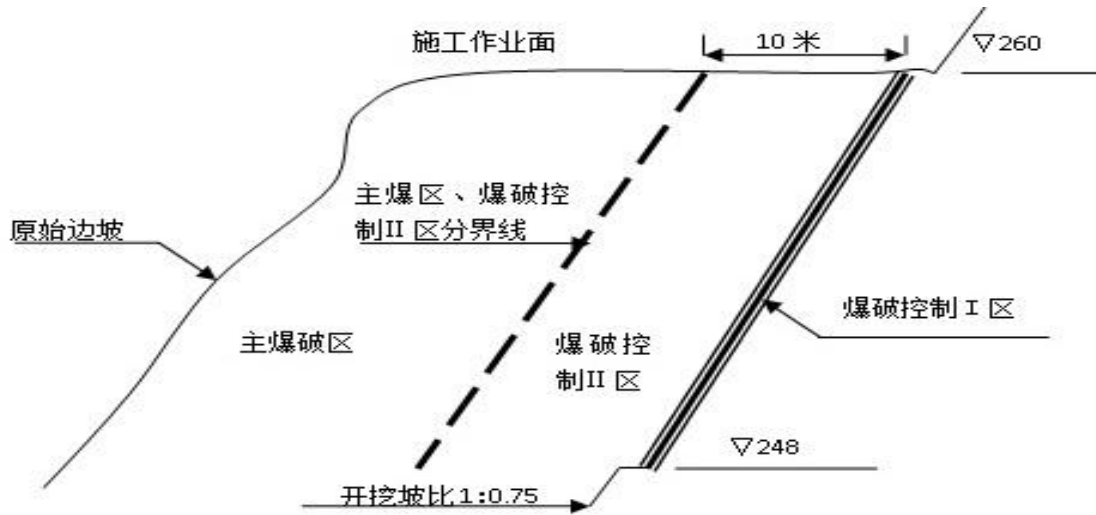 施工作业面
10 米
▽260
主爆区、爆破控
制II 区分界线
原始边坡
爆破控制 I 区
主爆破区
爆破控
制II 区
▽248
开挖坡比1:0.75